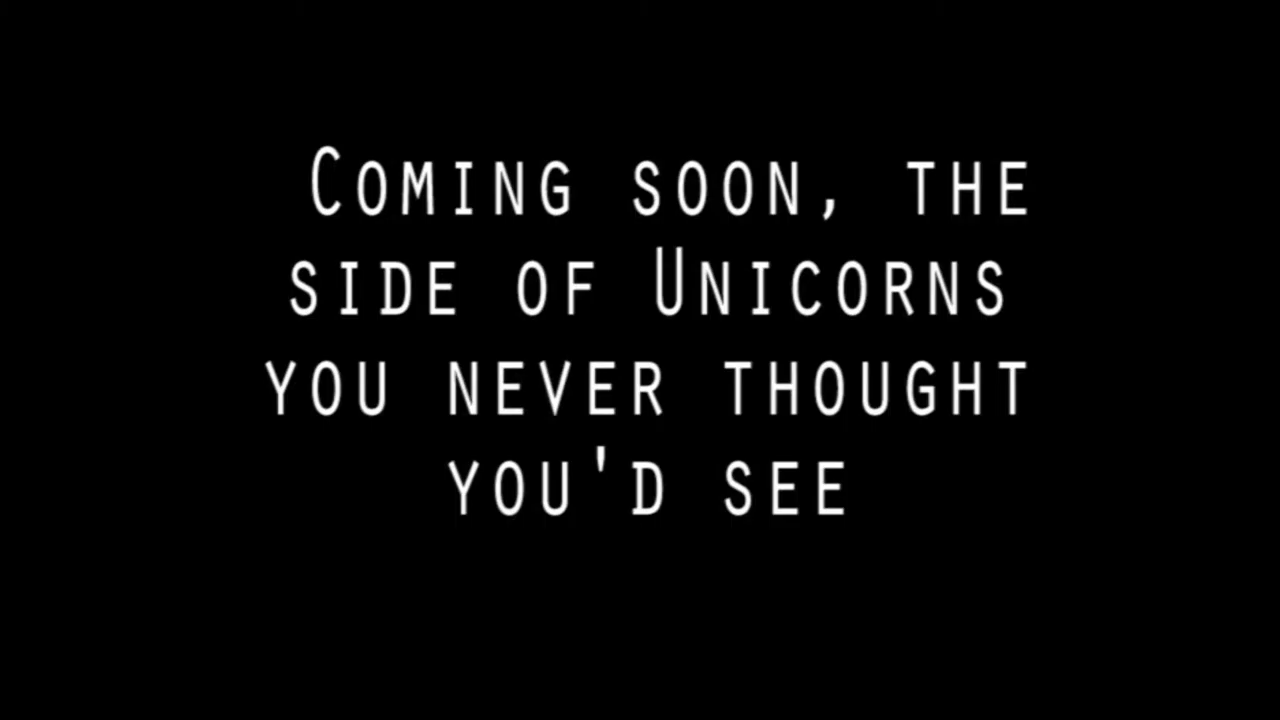 Coming soon, the
side of Unicorns
you never thought
you'd see